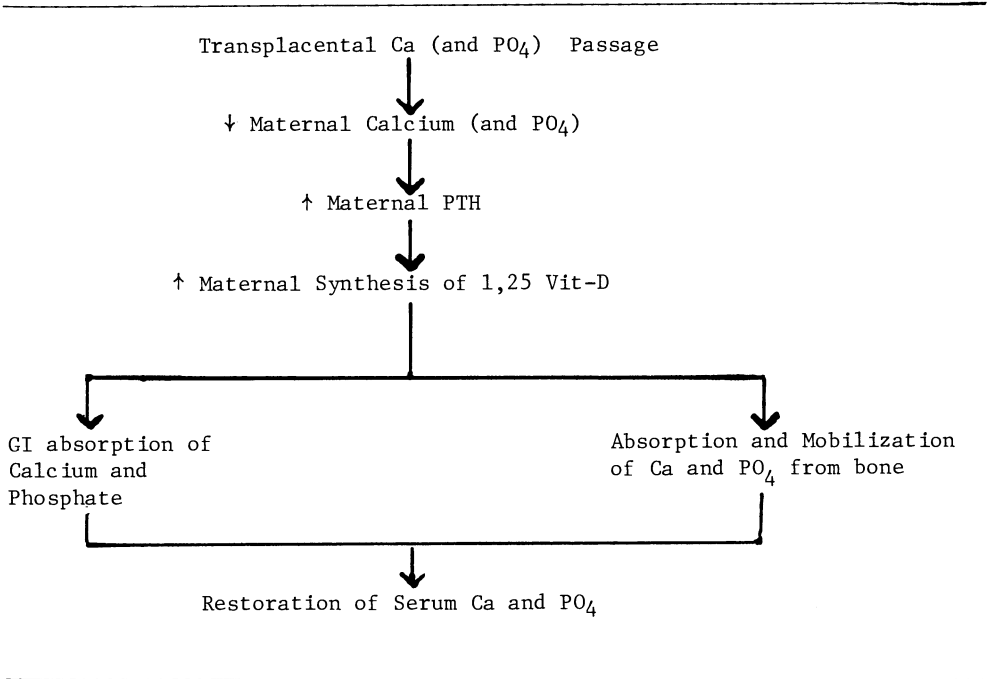 Transplacental Ca (and PO4) Passage
↓ Maternal Calcium (and PO4)
↑ Maternal PTH
↑ Maternal Synthesis of 1,25 Vit-D
GI absorption of
Calcium and
Phosphate
Absorption and Mobilization
of Ca and PO4 from bone
Restoration of Serum Ca and PO4